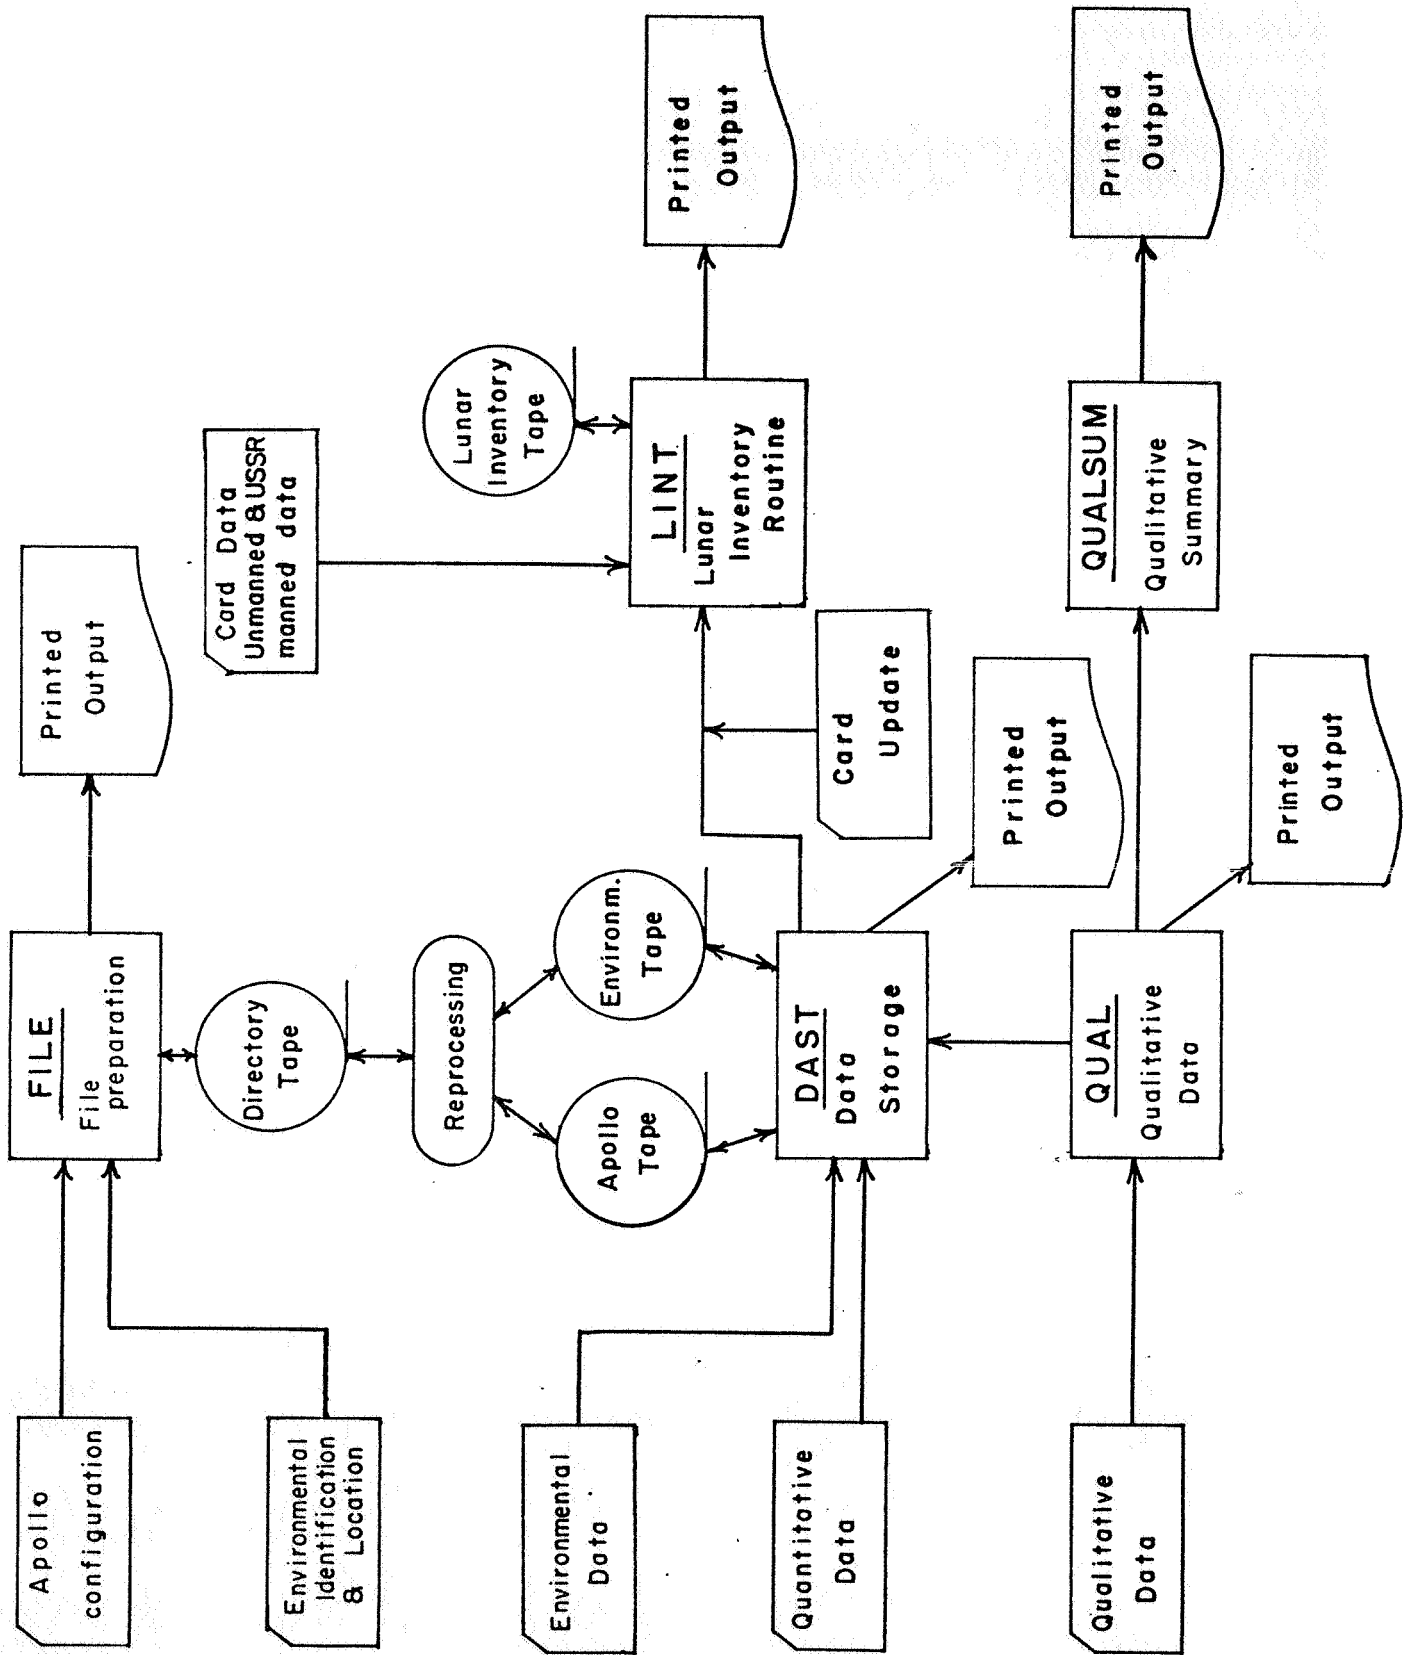 Apollo
configuration
Environmental
Identification
& Location
Environmental
Data
Quantitative
Data
Qualitative
Data
FILE
File
preparation
Directory
Tape
Reprocessing
Apollo
Tape
Environm.
Tape
DAST
Data
Storage
QUAL
Qualitative
Data
Printed
Output
Card Data
Unmanned & USSR
manned data
Lunar
Inventory
Tape
LINT
Lunar
Inventory
Routine
Card
Update
Printed
Output
Printed
Output
QUALSUM
Qualitative
Summary
Printed
Output
Printed
Output